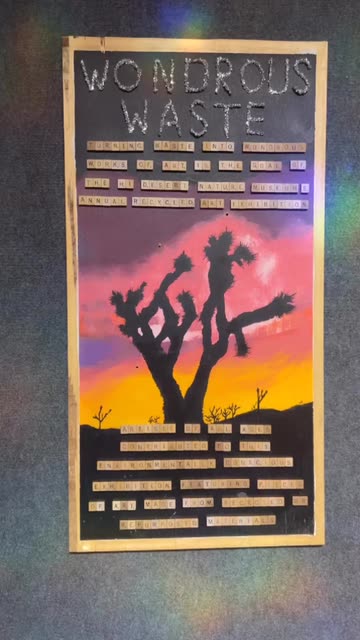 WONDROUS
WASTE
TURNING WASTE INTO WONDROUS
WORKS OF ART IS THE GOAL OF
THE HI DESERT NATURE MUSEUM'S
ANNUAL RECYCLED ART EXHIBITION
ARTISTS OF ALL AGES
CONTRIBUTED TO THIS
ENVIRONMENTALLY CONSCIOUS
EXHIBITION FEATURING PIECES
OF ART MADE FROM RECYCLED OR
REPURPOSED MATERIALS